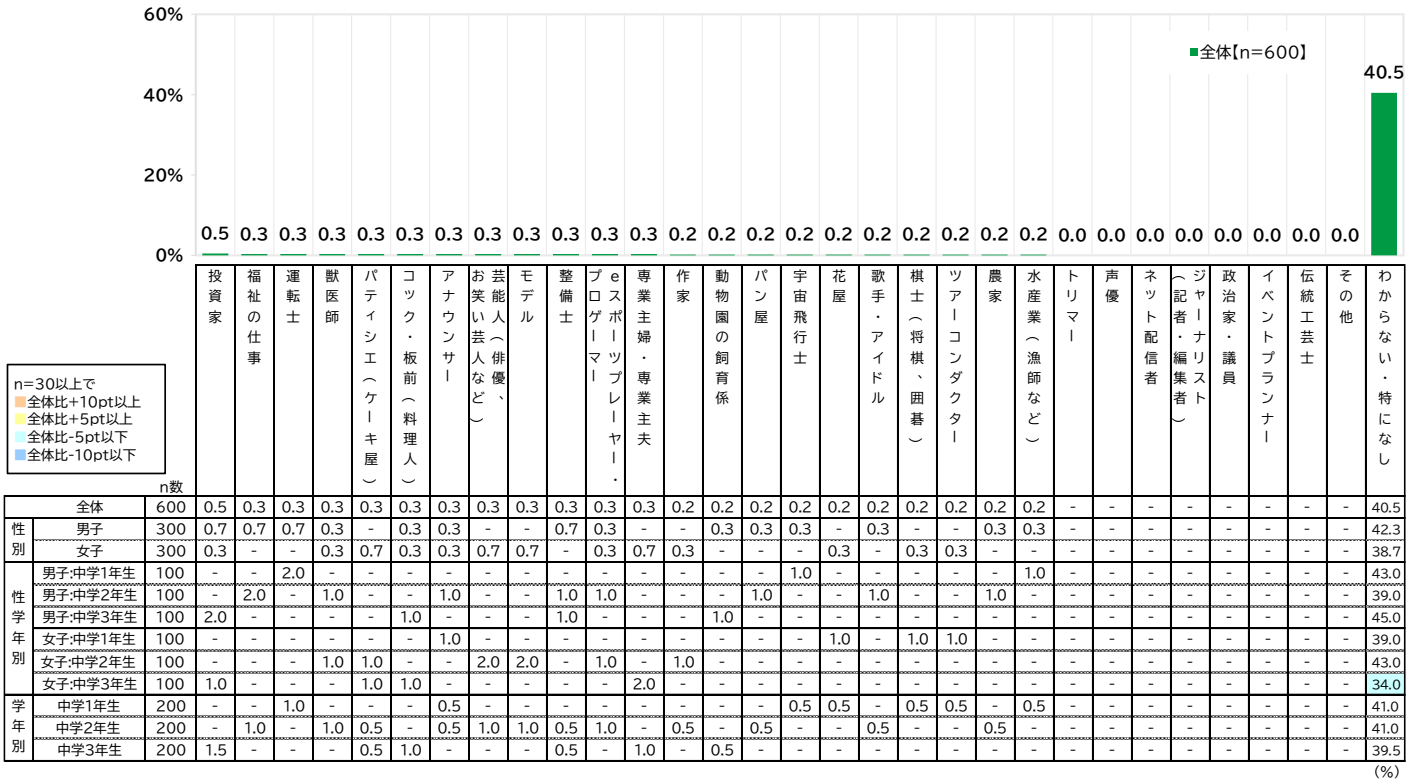 60%
40%
20%
0%
■全体【n=600】
0.5 0.3 0.3 0.3 0.3 0.3 0.3 0.3 0.3 0.3 0.3 0.3 0.2 0.2 0.2 0.2 0.2 0.2 0.2 0.2 0.2 0.2 0.0 0.0 0.0 0.0 0.0 0.0 0.0 0.0 40.5
投資家
福祉の仕事
運転士
獣医師
パティシエ（ケーキ屋）
コック・板前（料理人）
アナウンサー
芸能人（俳優、
お笑い芸人など）
モデル
整備士
eスポーツプレーヤー・
プロゲーマー
専業主婦・専業主夫
作家
動物園の飼育係
パン屋
宇宙飛行士
花屋
歌手・アイドル
棋士（将棋、囲碁）
ツアーコンダクター
農家
水産業（漁師など）
トリマー
声優
ネット配信者
ジャーナリスト
（記者・編集者）
政治家・議員
イベントプランナー
伝統工芸士
その他
わからない・特になし
n=30以上で
全体比+10pt以上
全体比+5pt以上
全体比-5pt以下
全体比-10pt以下
n数
全体 600 0.5 0.3 0.3 0.3 0.3 0.3 0.3 0.3 0.3 0.3 0.3 0.3 0.2 0.2 0.2 0.2 0.2 0.2 0.2 0.2 0.2 0.2 - - - - - - - - 40.5
性別
男子 300 0.7 0.7 0.7 0.3 - 0.3 0.3 - - 0.7 0.3 - - 0.3 0.3 0.3 - 0.3 - - 0.3 0.3 - - - - - - - - 42.3
女子 300 0.3 - - 0.3 0.7 0.3 0.3 0.7 0.7 - 0.3 0.7 0.3 - - - 0.3 - 0.3 0.3 - - - - - - - - - - 38.7
性学年別
男子:中学1年生 100 - - 2.0 - - - - - - - - - - - - 1.0 - - - - - 1.0 - - - - - - - - 43.0
男子:中学2年生 100 - 2.0 - 1.0 - - 1.0 - - 1.0 1.0 - - - 1.0 - - 1.0 - - 1.0 - - - - - - - - - 39.0
男子:中学3年生 100 2.0 - - - - 1.0 - - - 1.0 - - - 1.0 - - - - - - - - - - - - - - - - 45.0
女子:中学1年生 100 - - - - - - 1.0 - - - - - - - - - 1.0 - 1.0 1.0 - - - - - - - - - - 39.0
女子:中学2年生 100 - - - 1.0 1.0 - - 2.0 2.0 - 1.0 - 1.0 - - - - - - - - - - - - - - - - - 43.0
女子:中学3年生 100 1.0 - - - 1.0 1.0 - - - - - 2.0 - - - - - - - - - - - - - - - - - - 34.0
学年別
中学1年生 200 - - 1.0 - - - 0.5 - - - - - - - - 0.5 0.5 - 0.5 0.5 - 0.5 - - - - - - - - 41.0
中学2年生 200 - 1.0 - 1.0 0.5 - 0.5 1.0 1.0 0.5 1.0 - 0.5 - 0.5 - - 0.5 - - 0.5 - - - - - - - - - 41.0
中学3年生 200 1.5 - - - 0.5 1.0 - - - 0.5 - 1.0 - 0.5 - - - - - - - - - - - - - - - - 39.5
(%)